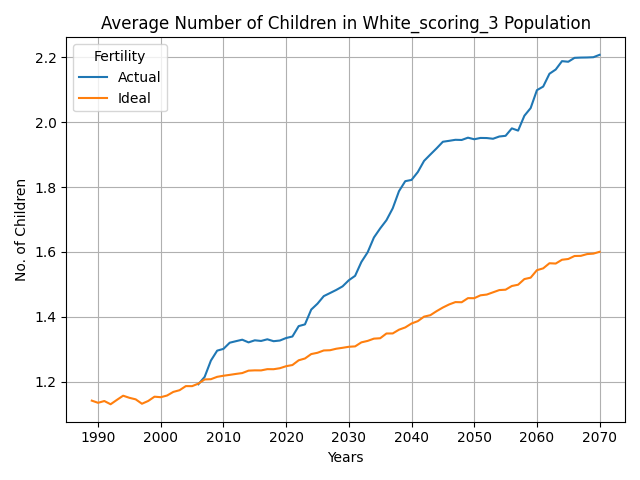 Average Number of Children in White_scoring_3 Population
Fertility
Actual
Ideal
No. of Children
2.2
2.0
1.8
1.6
1.4
1.2
1990 2000 2010 2020 2030 2040 2050 2060 2070
Years